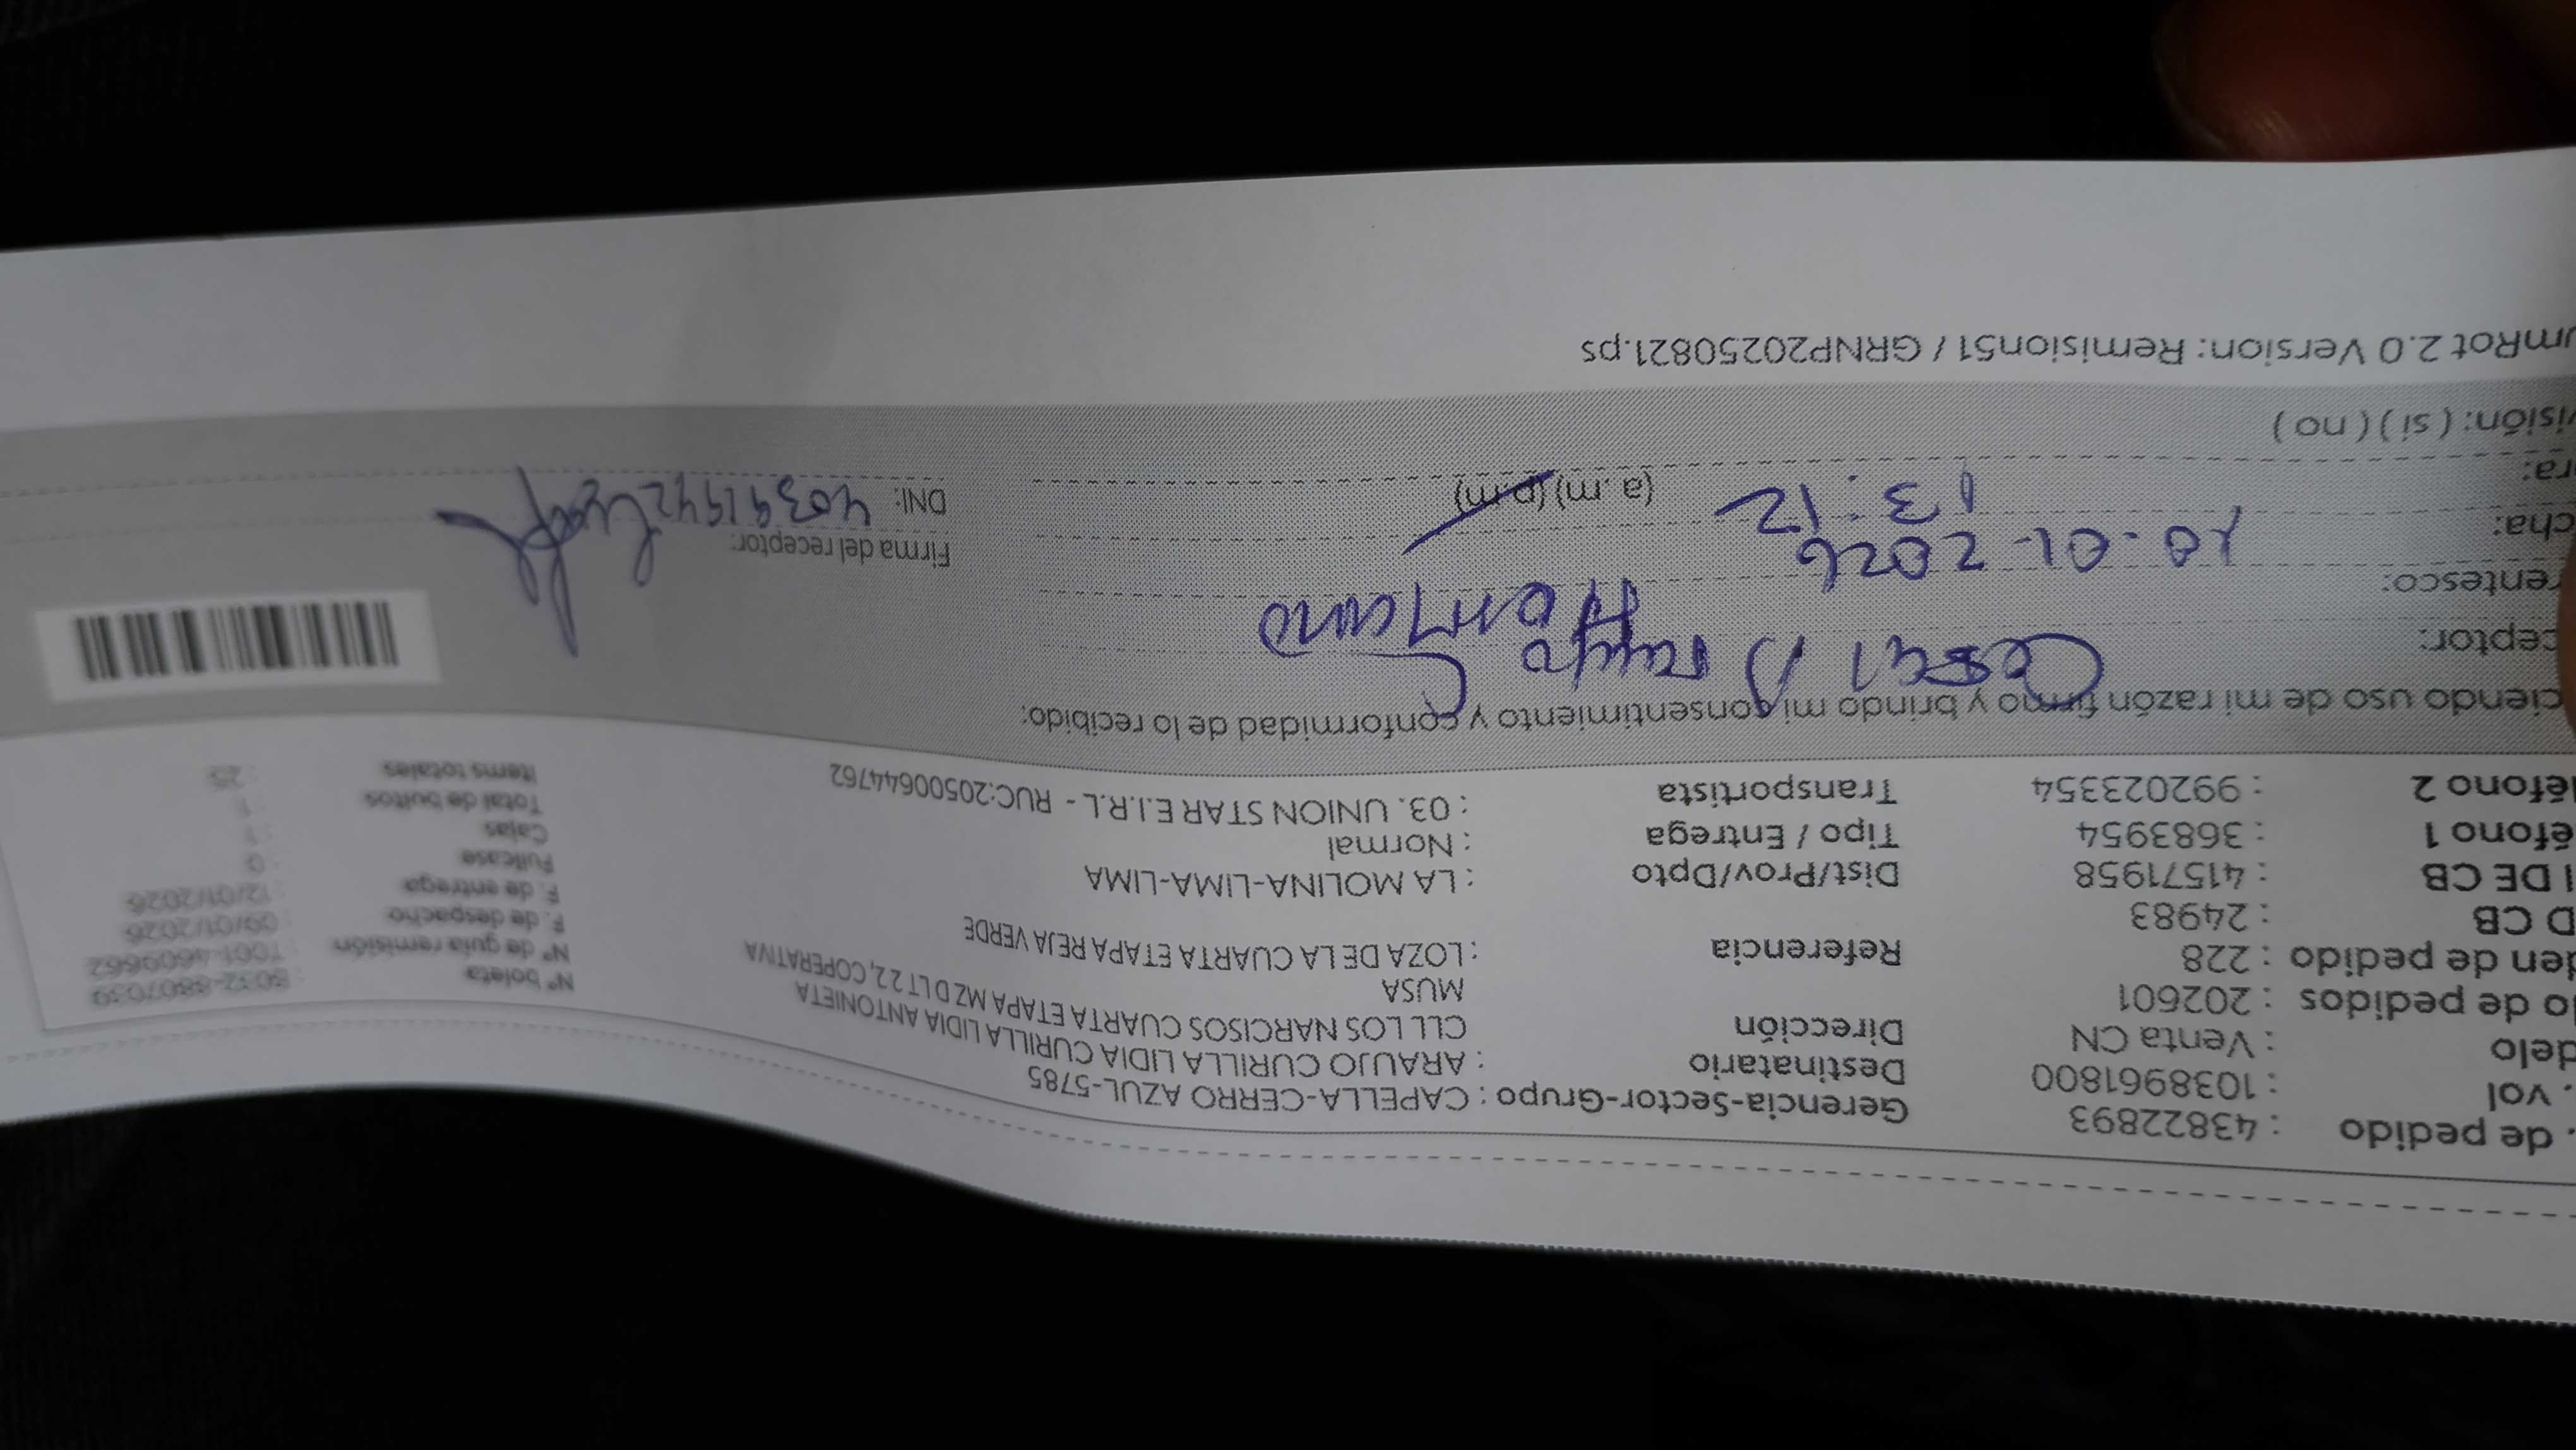 . de pedido : 43822893
. vol : 1038961800
delo : Venta CN
o de pedidos : 202601
den de pedido : 228
D CB : 24983
I DE CB : 41571958
éfono 1 : 3683954
léfono 2 : 992023354
Gerencia-Sector-Grupo : CAPELLA-CERRO AZUL-5785
Destinatario : ARAUJO CURILLA LIDIA CURILLA LIDIA ANTONIETA
Dirección CLL LOS NARCISOS CUARTA ETAPA MZ D LT 22, COPERATIVA
MUSA
Referencia : LOZA DE LA CUARTA ETAPA REJA VERDE
Dist/Prov/Dpto : LA MOLINA-LIMA-LIMA
Tipo / Entrega : Normal
Transportista : 03. UNION STAR E.I.R.L - RUC:20500644762
Nº boleta
Nº de guía remisión : T001-4609662
F. de despacho : 09/01/2026
F. de entrega : 12/01/2026
Fullcase : 0
Cajas : 1
Total de bultos : 1
Items totales : 25
ciendo uso de mi razón firmo y brindo mi consentimiento y conformidad de lo recibido:
ceptor: Cesar
rentesco: Hermano
cha: 10-01-2026
ra: 13:12 (a. m) (p.m)
visión: ( si ) ( no )
Firma del receptor:
DNI: 40391942
umRot 2.0 Version: Remision51 / GRNP20250821.ps